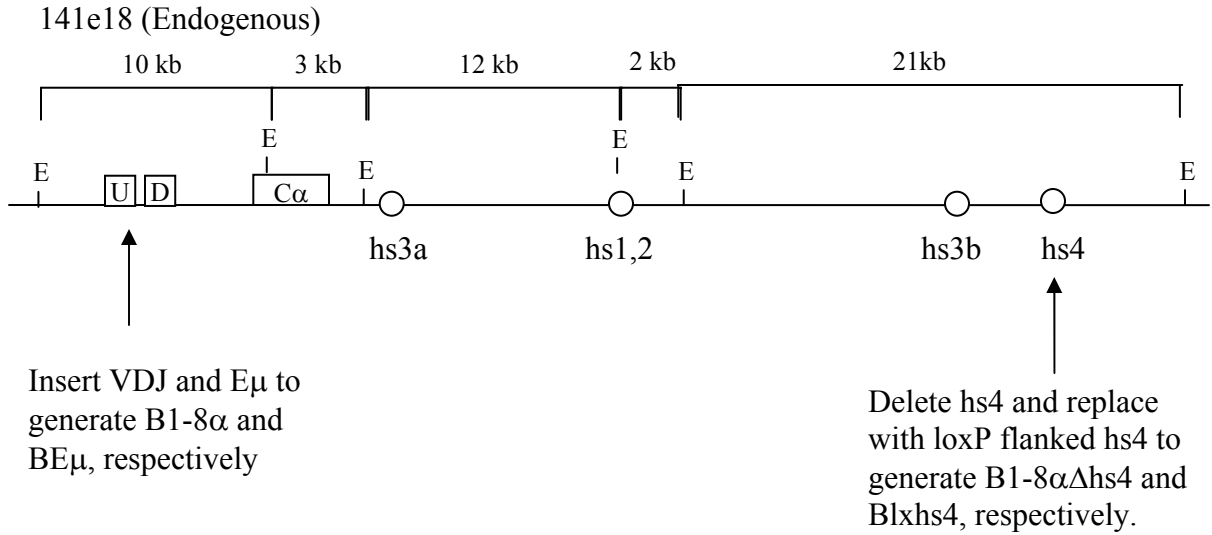 141e18 (Endogenous)
10 kb 3 kb 12 kb 2 kb 21kb
E E E E E E
U D Cα
hs3a hs1,2 hs3b hs4
Insert VDJ and Eμ to
generate B1-8α and
BEμ, respectively
Delete hs4 and replace
with loxP flanked hs4 to
generate B1-8αΔhs4 and
Blxhs4, respectively.